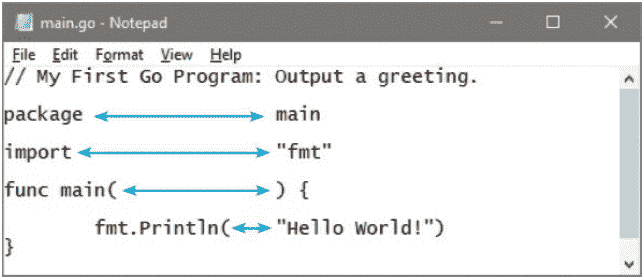 main.go - Notepad
File Edit Format View Help
// My First Go Program: Output a greeting.
package main
import "fmt"
func main( ) {
fmt.Println( "Hello World!")
}